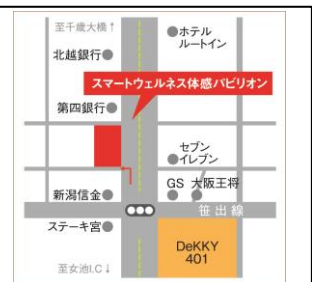 至千歳大橋↑
ホテル
ルートイン
北越銀行
スマートウェルネス体感パビリオン
第四銀行
セブン
イレブン
新潟信金
GS 大阪王将
笹出線
ステーキ宮
DeKKY
401
至女池I.C↓